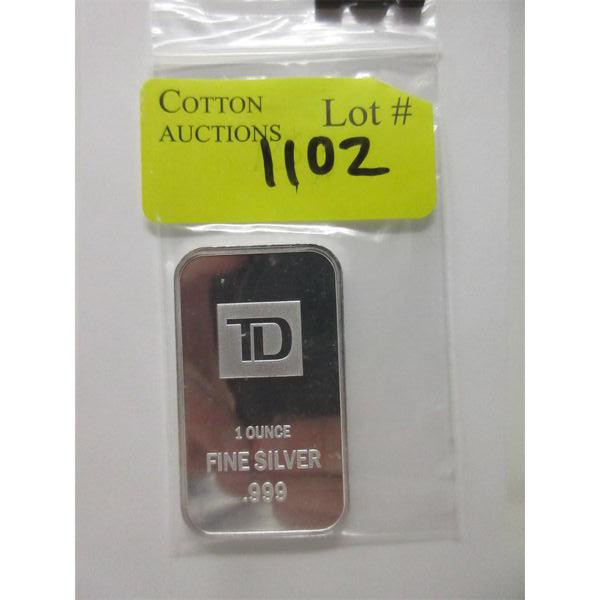 COTTON
AUCTIONS
Lot #
1102
TD
1 OUNCE
FINE SILVER
.999